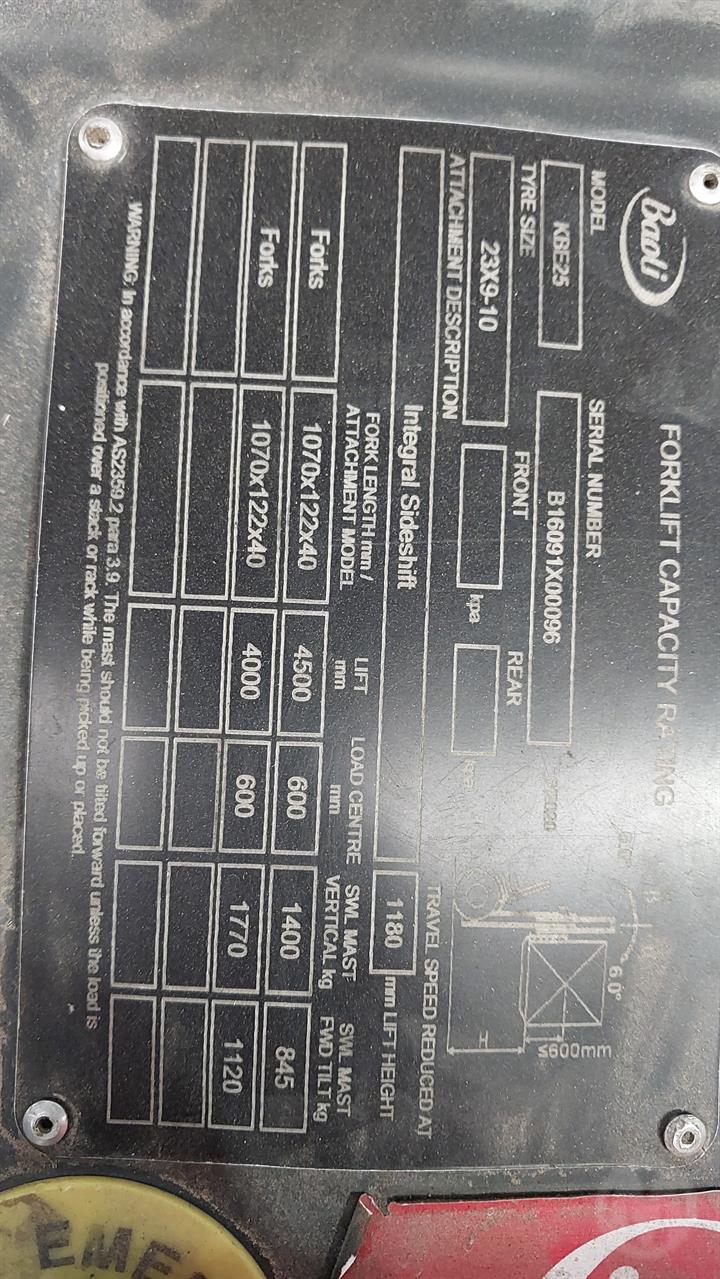 Baoli
FORKLIFT CAPACITY RATING
MODEL
KBE25
SERIAL NUMBER
B16091X00096
TYRE SIZE
23X9-10
FRONT
kpa
REAR
6.0°
≤600mm
H
ATTACHMENT DESCRIPTION
Integral Sideshift
TRAVEL SPEED REDUCED AT
1180 mm LIFT HEIGHT
FORK LENGTH:mm / ATTACHMENT MODEL
LIFT mm
LOAD CENTRE mm
SWL MAST VERTICAL kg
SWL MAST FWD TILT kg
Forks 1070x122x40 4500 600 1400 845
Forks 1070x122x40 4000 600 1770 1120
WARNING: In accordance with AS2359.2 para 3.9. The mast should not be tilted forward unless the load is
positioned over a stack or rack while being picked up or placed.
EME